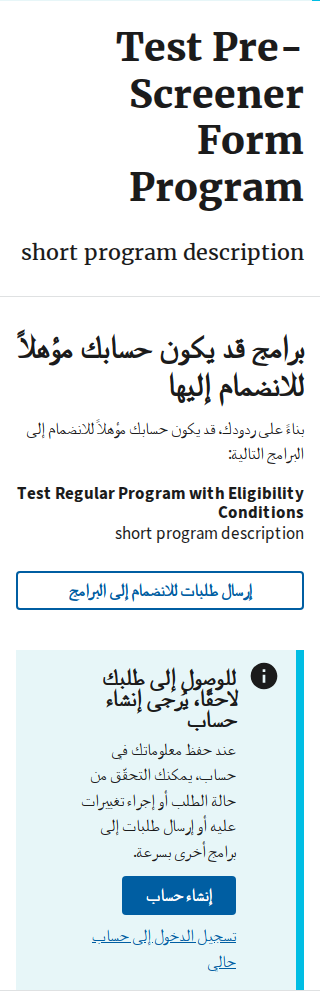 Test Pre-
Screener
Form
Program
short program description
برامج قد يكون حسابك مؤهلاً
للانضمام إليها
بناءً على ردودك، قد يكون حسابك مؤهلاً للانضمام إلى
البرامج التالية:
Test Regular Program with Eligibility
Conditions
short program description
إرسال طلبات للانضمام إلى البرامج
للوصول إلى طلبك
لاحقًا، يُرجى إنشاء
حساب
عند حفظ معلوماتك في
حساب، يمكنك التحقّق من
حالة الطلب أو إجراء تغييرات
عليه أو إرسال طلبات إلى
برامج أخرى بسرعة.
إنشاء حساب
تسجيل الدخول إلى حساب
حالي